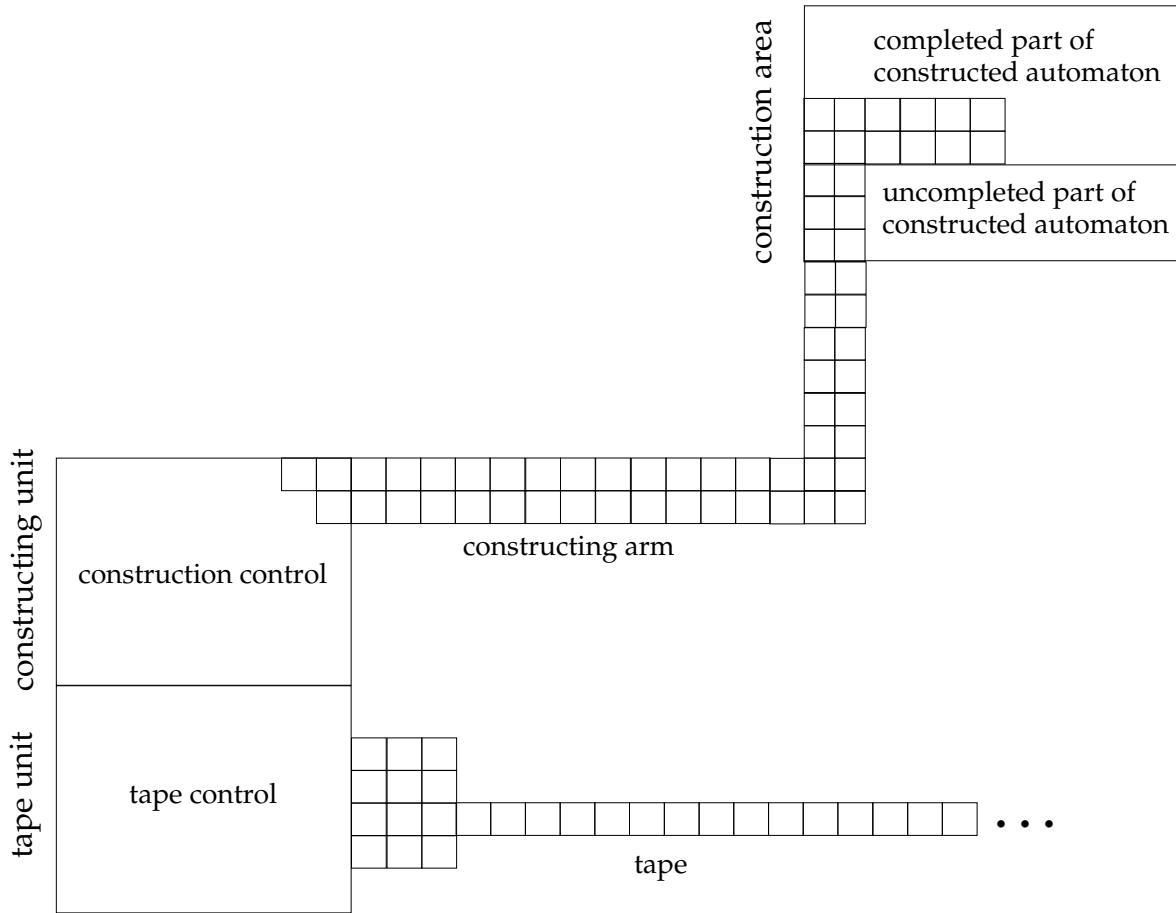 construction area
completed part of
constructed automaton
uncompleted part of
constructed automaton
constructing unit
construction control
constructing arm
tape unit
tape control
tape
• • •